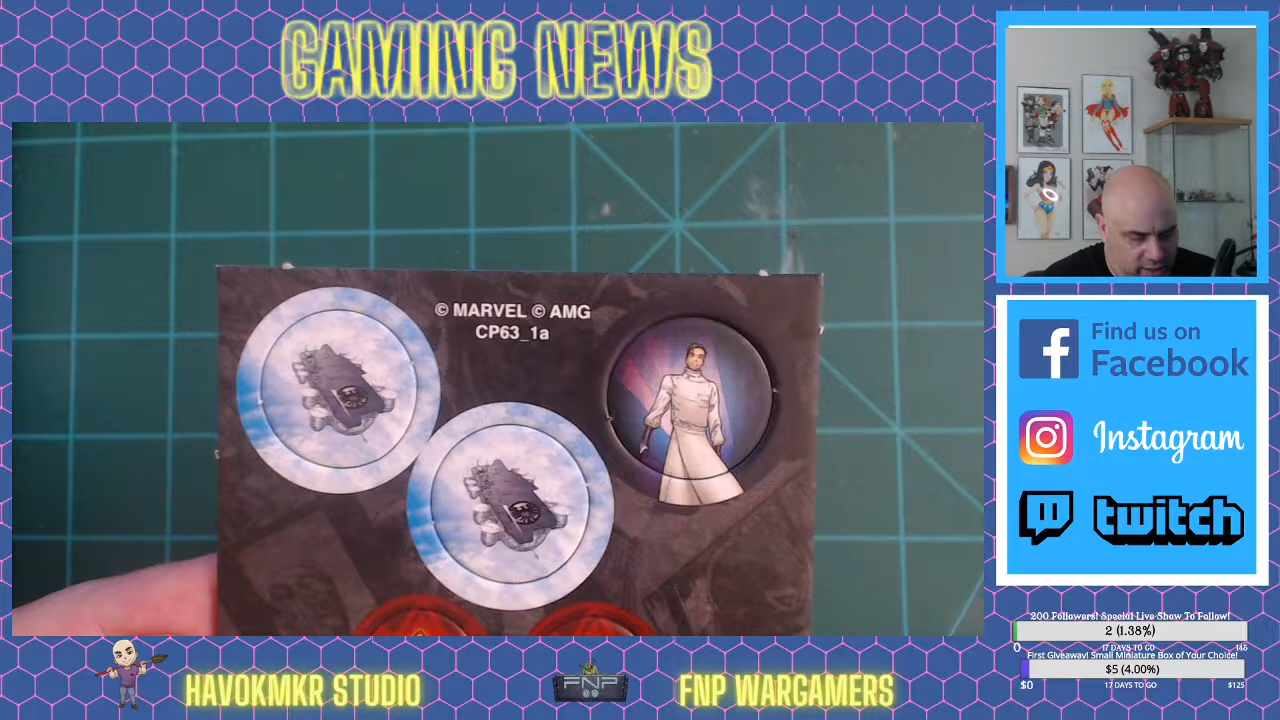 GAMING NEWS
© MARVEL © AMG
CP63_1a
Find us on
Facebook
Instagram
twitch
200 Followers! Special Live Show To Follow!
2 (1.38%)
0 17 DAYS TO GO 145
First Giveaway! Small Miniature Box of Your Choice!
$5 (4.00%)
$0 17 DAYS TO GO $125
HAVOKMKR STUDIO
FNP
FNP WARGAMERS